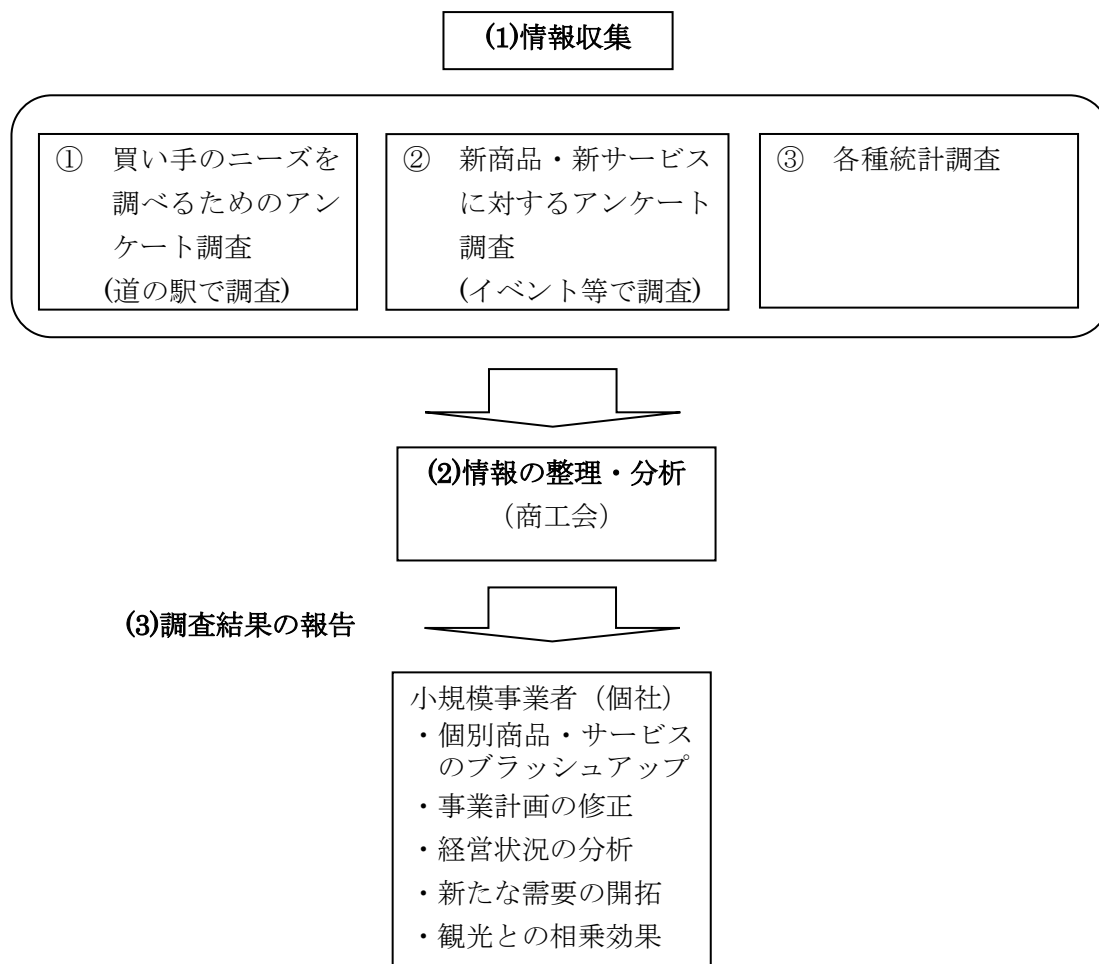 (1)情報収集
① 買い手のニーズを
調べるためのアン
ケート調査
(道の駅で調査)
② 新商品・新サービス
に対するアンケート
調査
(イベント等で調査)
③ 各種統計調査
(2)情報の整理・分析
（商工会）
(3)調査結果の報告
小規模事業者（個社）
・個別商品・サービス
のブラッシュアップ
・事業計画の修正
・経営状況の分析
・新たな需要の開拓
・観光との相乗効果